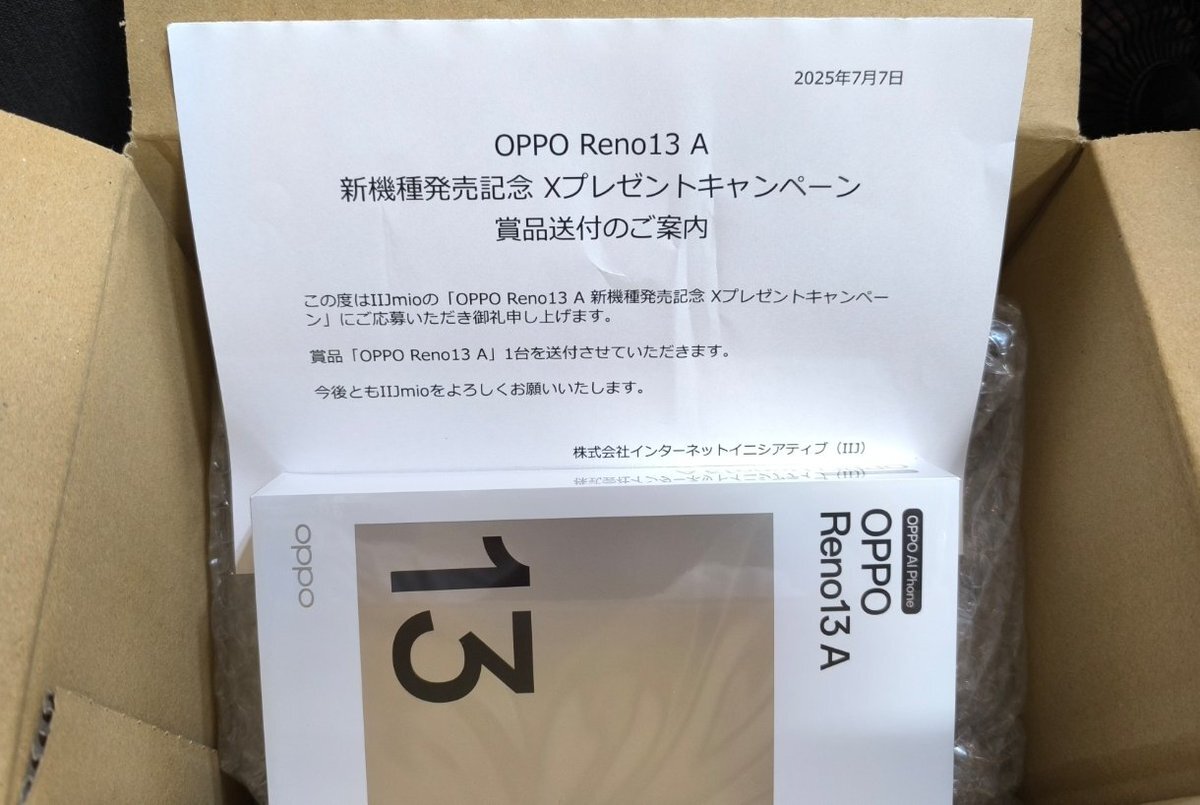 2025年7月7日
OPPO Reno13 A
新機種発売記念 Xプレゼントキャンペーン
賞品送付のご案内
この度はIIJmioの「OPPO Reno13 A 新機種発売記念 Xプレゼントキャンペー
ン」にご応募いただき御礼申し上げます。
賞品「OPPO Reno13 A」1台を送付させていただきます。
今後ともIIJmioをよろしくお願いいたします。
株式会社インターネットイニシアティブ（IIJ）
OPPO AI Phone
OPPO
Reno13 A
13
oppo